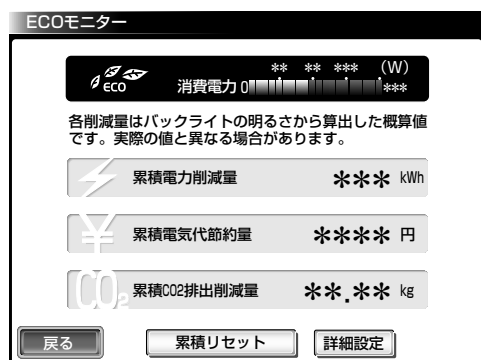 ECOモニター
** ** *** (W)
eco 消費電力 0 ***
各削減量はバックライトの明るさから算出した概算値
です。実際の値と異なる場合があります。
累積電力削減量 *** kWh
¥ 累積電気代節約量 **** 円
CO2 累積CO2排出削減量 **.** kg
戻る 累積リセット 詳細設定